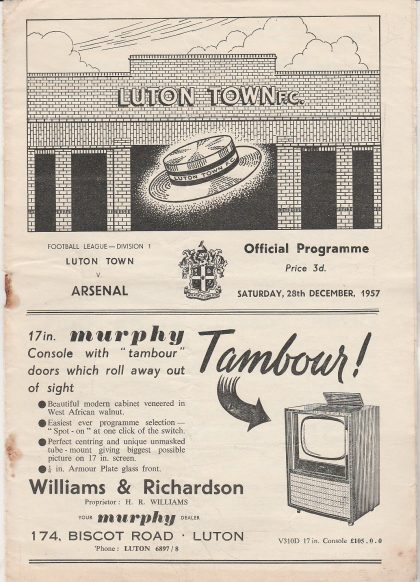 LUTON TOWN F.C.
LUTON TOWN F.C.
FOOTBALL LEAGUE — DIVISION 1
LUTON TOWN
v.
ARSENAL
Official Programme
Price 3d.
SATURDAY, 28th DECEMBER, 1957
17in. murphy
Console with "tambour"
doors which roll away out
of sight
● Beautiful modern cabinet veneered in
West African walnut.
● Easiest ever programme selection—
"Spot - on" at one click of the switch.
● Perfect centring and unique unmasked
tube - mount giving biggest possible
picture on 17 in. screen.
in. Armour Plate glass front.
Tambour!
Williams & Richardson
Proprietor: H. R. WILLIAMS
YOUR murphy DEALER
174, BISCOT ROAD · LUTON
'Phone: LUTON 6897/8
V310D 17 in. Console £105.0.0